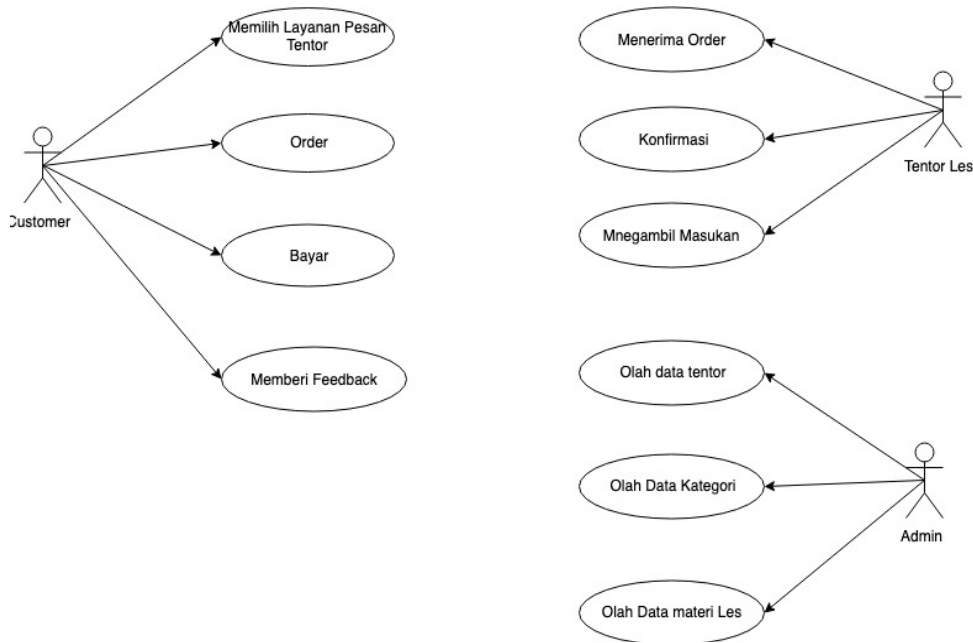 Memilih Layanan Pesan
Tentor
Order
Bayar
Memberi Feedback
Customer
Menerima Order
Konfirmasi
Mnegambil Masukan
Tentor Les
Olah data tentor
Olah Data Kategori
Olah Data materi Les
Admin